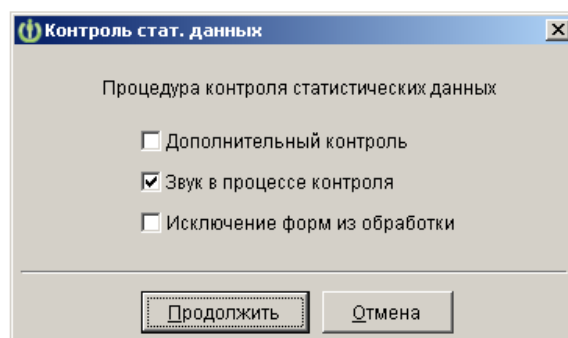 Контроль стат. данных
Процедура контроля статистических данных
Дополнительный контроль
Звук в процессе контроля
Исключение форм из обработки
Продолжить Отмена